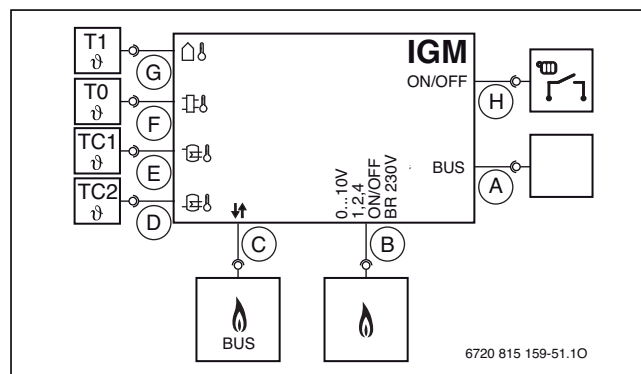 T1
ϑ
G
IGM
ON/OFF
H
T0
ϑ
F
TC1
ϑ
E
BUS
A
TC2
ϑ
D
0...10V
1,2,4
ON/OFF
BR 230V
C
B
BUS
6720 815 159-51.1O